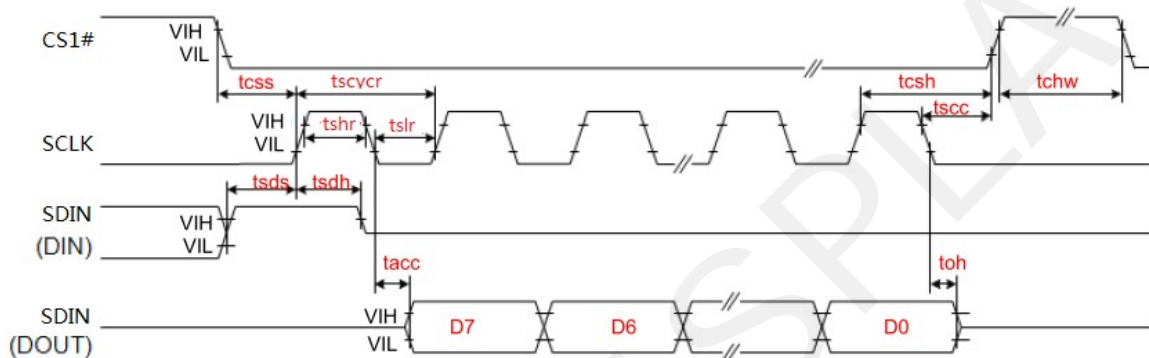 CS1#
VIH
VIL
tcss
tscycr
tcsh
tchw
tscc
SCLK
VIH
VIL
tshr
tslr
tsds
tsdh
SDIN
(DIN)
VIH
VIL
tacc
toh
SDIN
(DOUT)
VIH
VIL
D7
D6
D0
SPLA